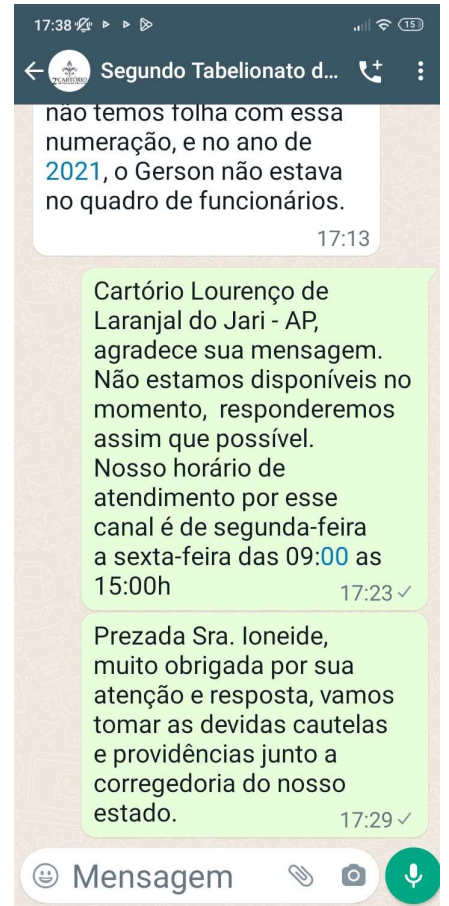 17:38
15
2º CARTÓRIO
Segundo Tabelionato d...
não temos folha com essa
numeração, e no ano de
2021, o Gerson não estava
no quadro de funcionários.
17:13
Cartório Lourenço de
Laranjal do Jari - AP,
agradece sua mensagem.
Não estamos disponíveis no
momento, responderemos
assim que possível.
Nosso horário de
atendimento por esse
canal é de segunda-feira
a sexta-feira das 09:00 as
15:00h
17:23
Prezada Sra. Ioneide,
muito obrigada por sua
atenção e resposta, vamos
tomar as devidas cautelas
e providências junto a
corregedoria do nosso
estado.
17:29
Mensagem